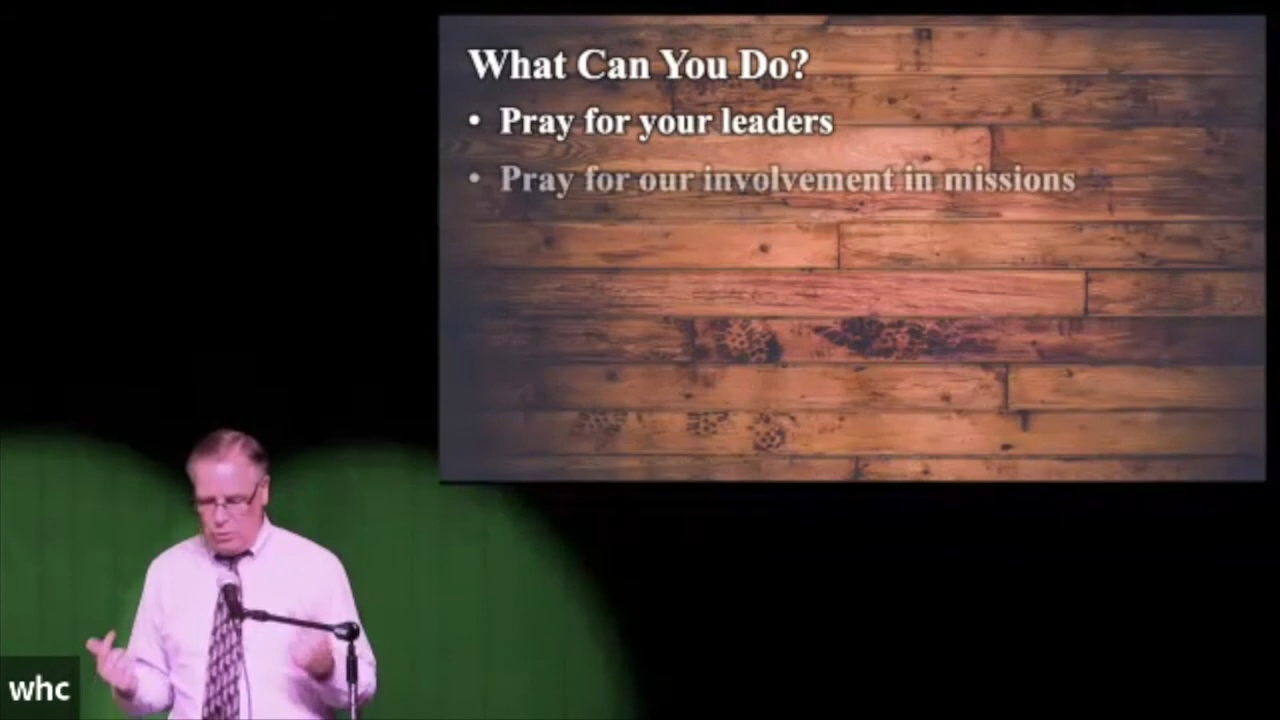 What Can You Do?
• Pray for your leaders
• Pray for our involvement in missions
whc